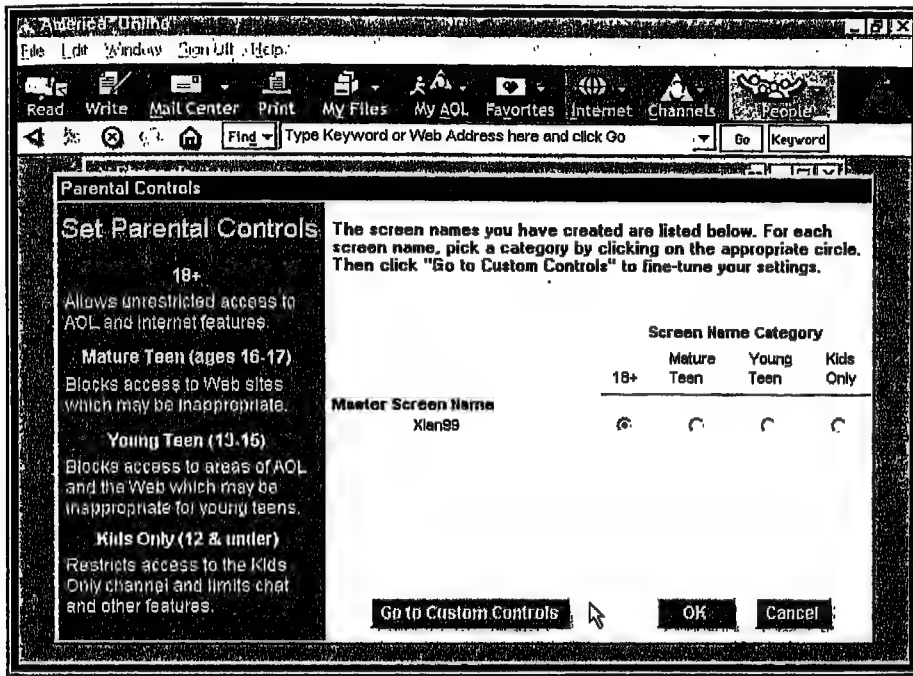 America Online
File Edit Window Sign Off Help
Read Write Mail Center Print My Files My AOL Favorites Internet Channels People
Find Type Keyword or Web Address here and click Go Go Keyword
Parental Controls
Set Parental Controls
18+
Allows unrestricted access to
AOL and Internet features.
Mature Teen (ages 16-17)
Blocks access to Web sites
which may be inappropriate.
Young Teen (13-15)
Blocks access to areas of AOL
and the Web which may be
inappropriate for young teens.
Kids Only (12 & under)
Restricts access to the Kids
Only channel and limits chat
and other features.
The screen names you have created are listed below. For each
screen name, pick a category by clicking on the appropriate circle.
Then click "Go to Custom Controls" to fine-tune your settings.
Screen Name Category
18+ Mature Teen Young Teen Kids Only
Master Screen Name
Xlan99
Go to Custom Controls OK Cancel